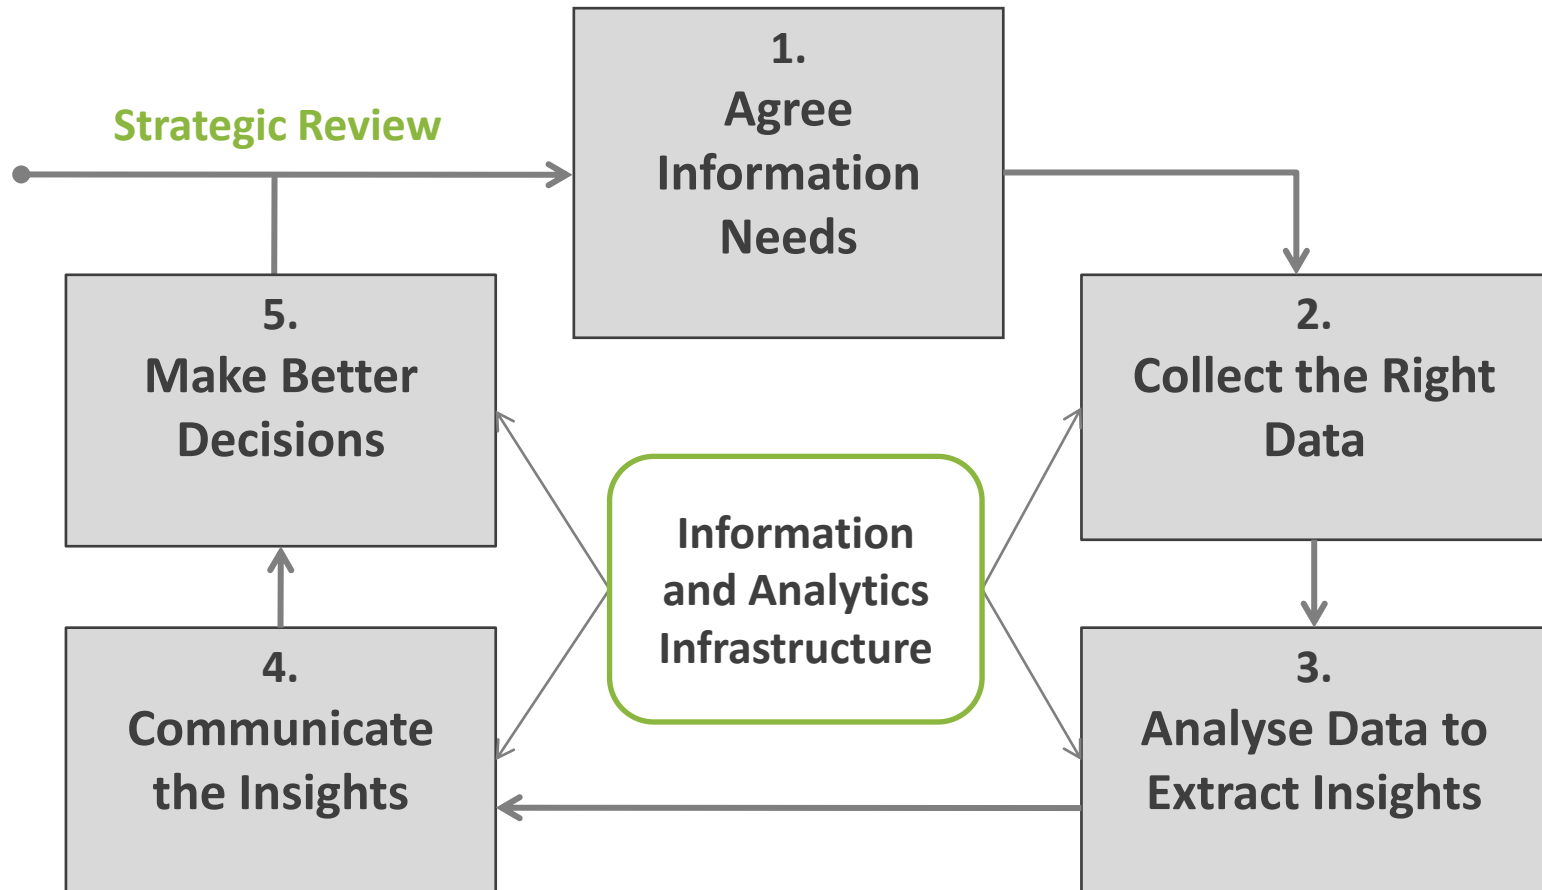 Strategic Review
1.
Agree
Information
Needs
2.
Collect the Right
Data
3.
Analyse Data to
Extract Insights
4.
Communicate
the Insights
5.
Make Better
Decisions
Information
and Analytics
Infrastructure